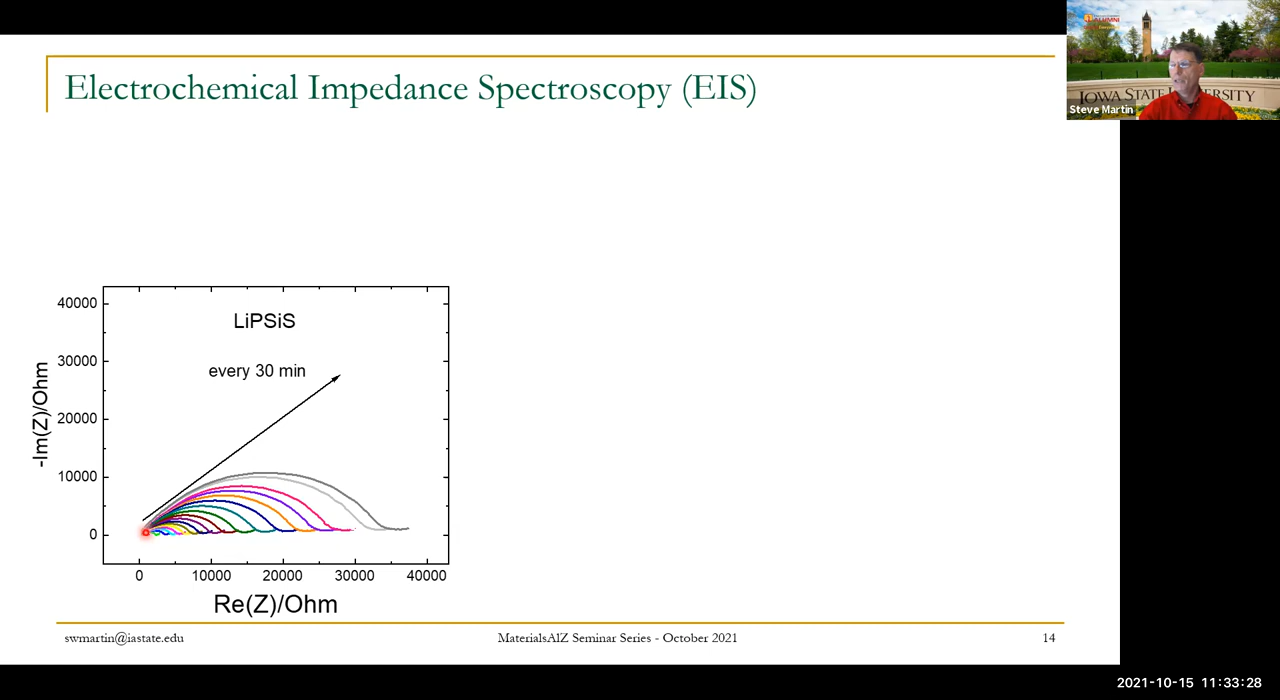 Electrochemical Impedance Spectroscopy (EIS)
ALUMNI
IOWA STATE UNIVERSITY
Steve Martin
40000
30000
20000
10000
0
-Im(Z)/Ohm
LiPSiS
every 30 min
0 10000 20000 30000 40000
Re(Z)/Ohm
swmartin@iastate.edu MaterialsAlZ Seminar Series - October 2021 14
2021-10-15 11:33:28